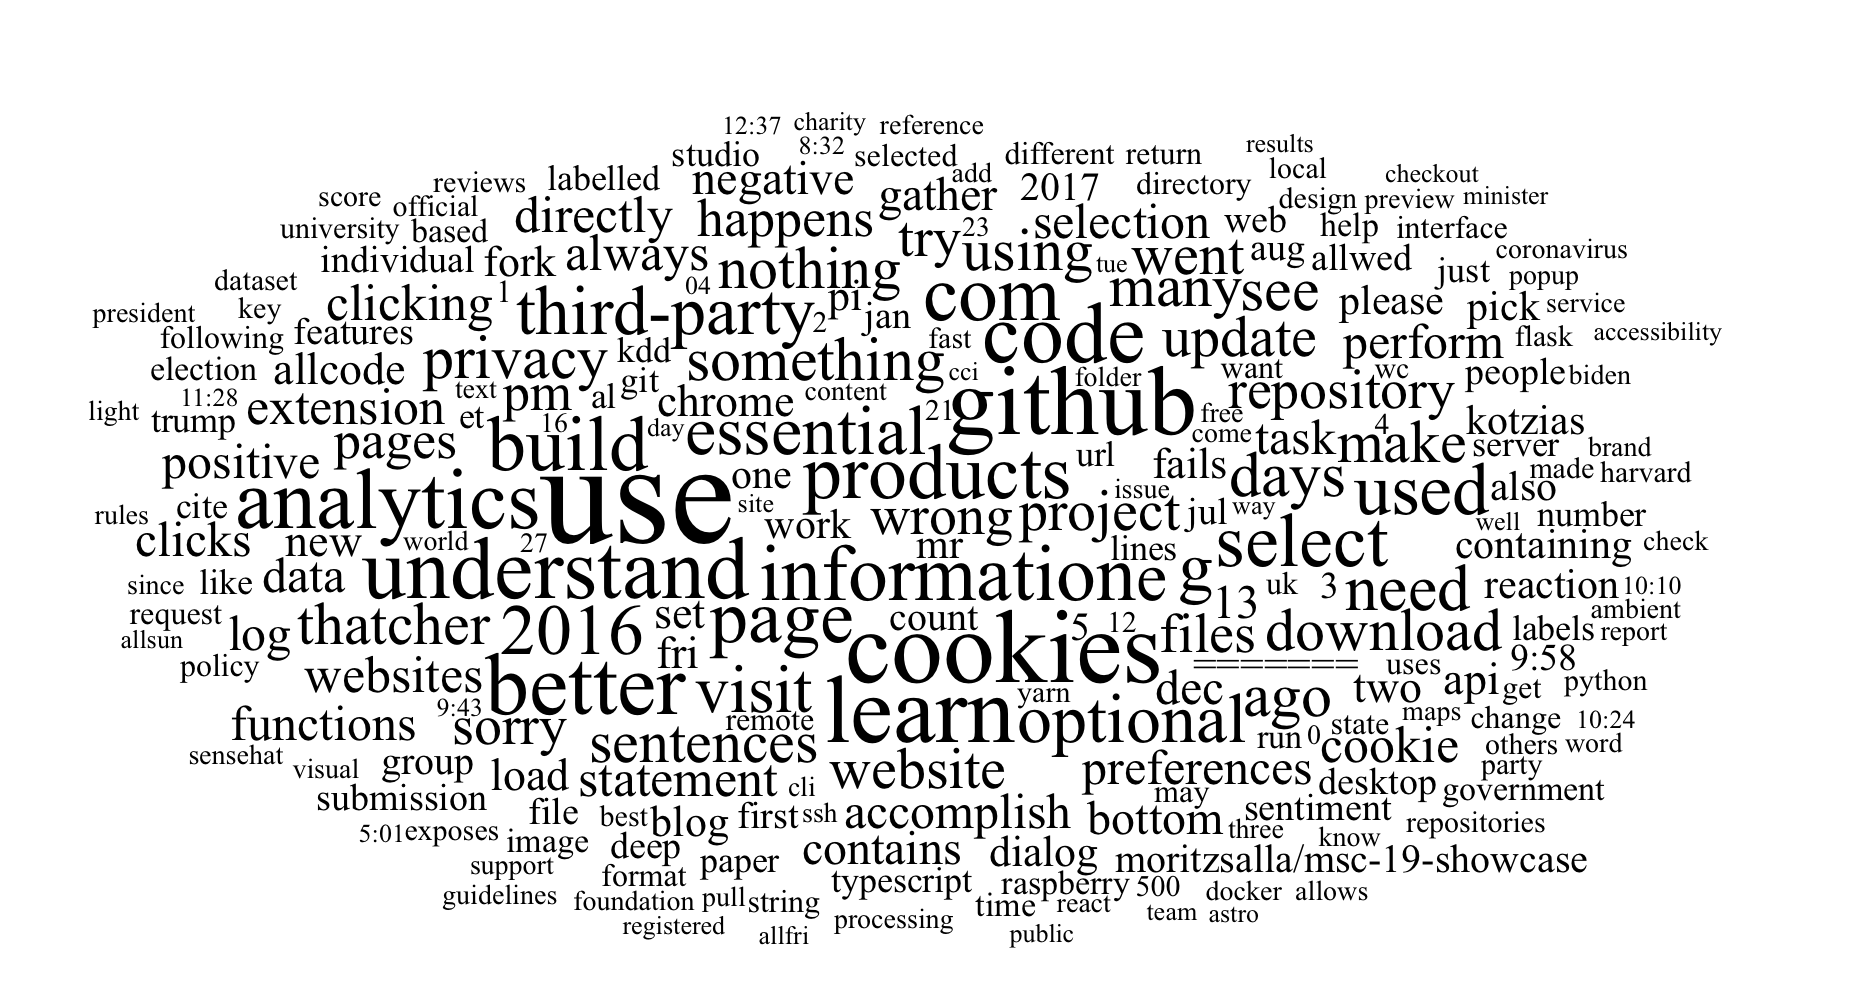 12:37 charity reference
studio 8:32 selected different return results
reviews labelled negative add local checkout
score official gather 2017 directory design preview minister
university based directly happens try 23 selection web help interface
individual fork always nothing using tue went aug allwed just coronavirus
dataset 04 popup
president key clicking 1 third-party 2 pi jan com many see please pick service
following features fast code update perform flask accessibility
election allcode privacy kdd something cci folder want wc people biden
light 11:28 trump extension text et pm al git chrome content 21 github free repository kotzias
positive pages 16 build day essential come task 4 make server brand
analytics use one products url fails days used also made harvard
rules cite site issue way well number
clicks new world 27 work wrong project jul select containing check
since like data understand mr information lines e g 13 uk 3 need reaction 10:10
request allsun log thatcher 2016 set page count cookies 5 12 files download labels ambient report
policy websites fri ======= uses 9:58
9:43 better visit learn yarn dec ago two api get python
functions sorry remote optional run 0 state maps change 10:24
sensehat visual group sentences cookie others word
load statement cli website preferences desktop party government
submission file best blog first ssh accomplish may bottom sentiment three know repositories
5:01 exposes image deep paper contains dialog moritzsalla/msc-19-showcase
support format typescript raspberry 500 docker allows
guidelines foundation pull string processing time react team astro
registered allfri public